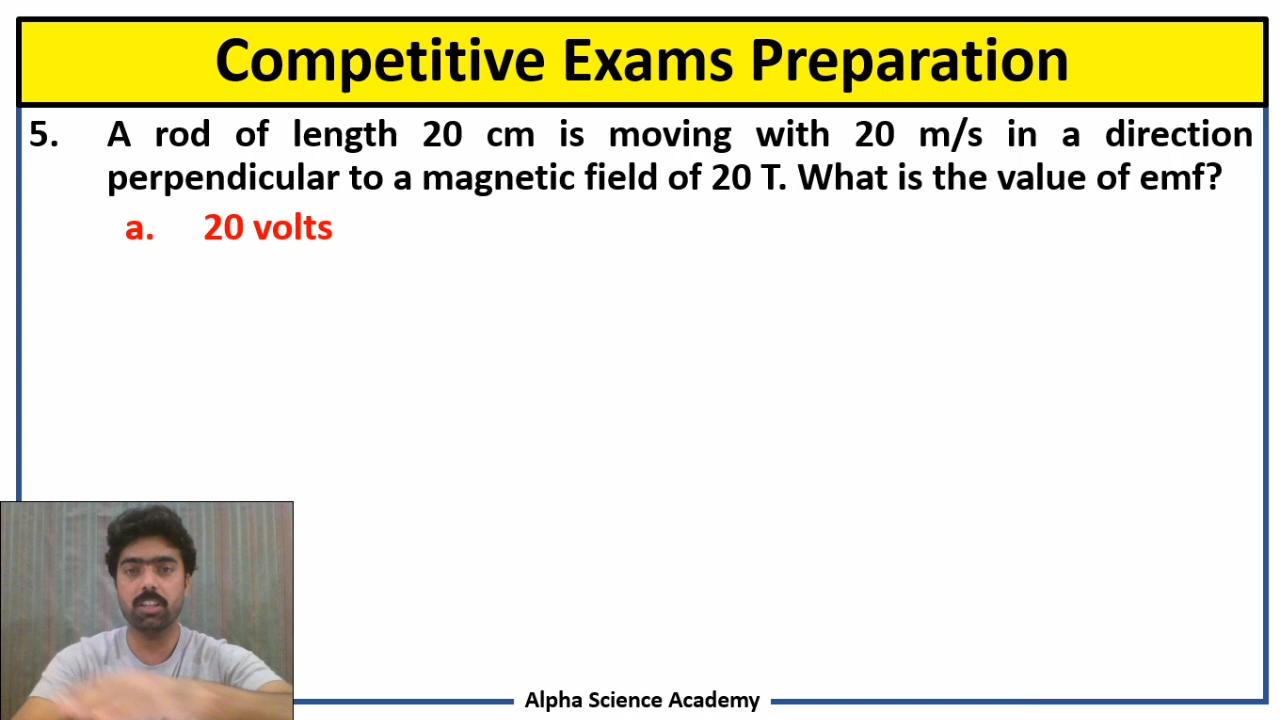 Competitive Exams Preparation
5. A rod of length 20 cm is moving with 20 m/s in a direction
perpendicular to a magnetic field of 20 T. What is the value of emf?
a. 20 volts
Alpha Science Academy